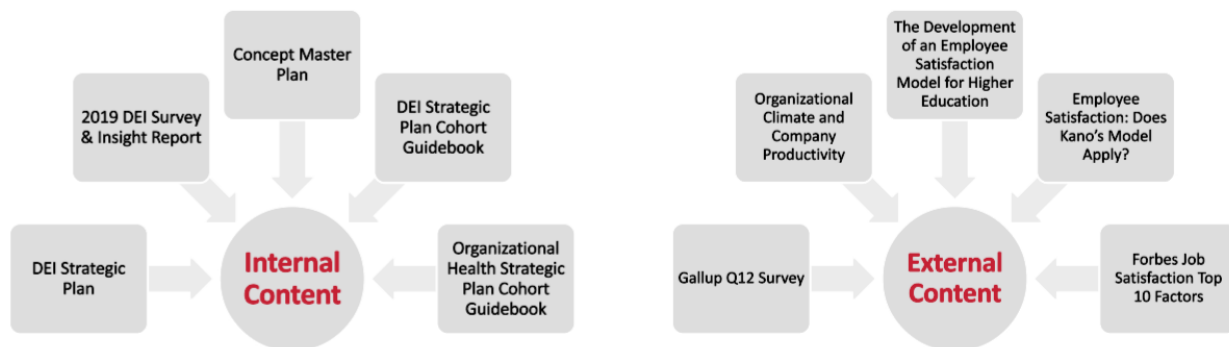 Concept Master
Plan
2019 DEI Survey
& Insight Report
DEI Strategic
Plan Cohort
Guidebook
DEI Strategic
Plan
Internal
Content
Organizational
Health Strategic
Plan Cohort
Guidebook
The Development
of an Employee
Satisfaction
Model for Higher
Education
Organizational
Climate and
Company
Productivity
Employee
Satisfaction: Does
Kano's Model
Apply?
Gallup Q12 Survey
External
Content
Forbes Job
Satisfaction Top
10 Factors